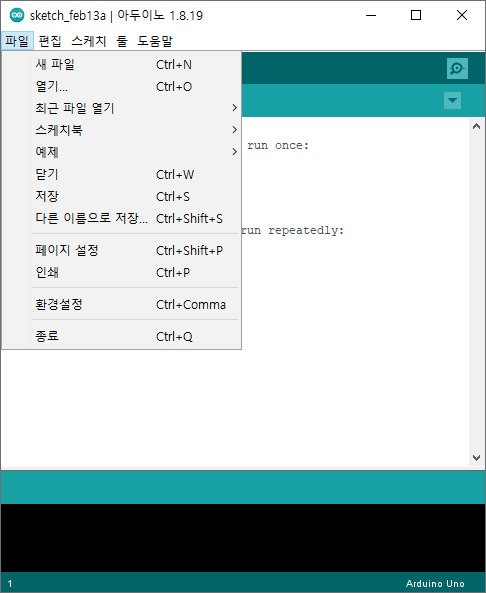 sketch_feb13a | 아두이노 1.8.19
파일 편집 스케치 툴 도움말
새 파일 Ctrl+N
열기... Ctrl+O
최근 파일 열기
스케치북
예제
닫기 Ctrl+W
저장 Ctrl+S
다른 이름으로 저장... Ctrl+Shift+S
페이지 설정 Ctrl+Shift+P
인쇄 Ctrl+P
환경설정 Ctrl+Comma
종료 Ctrl+Q
run once:
run repeatedly:
1 Arduino Uno